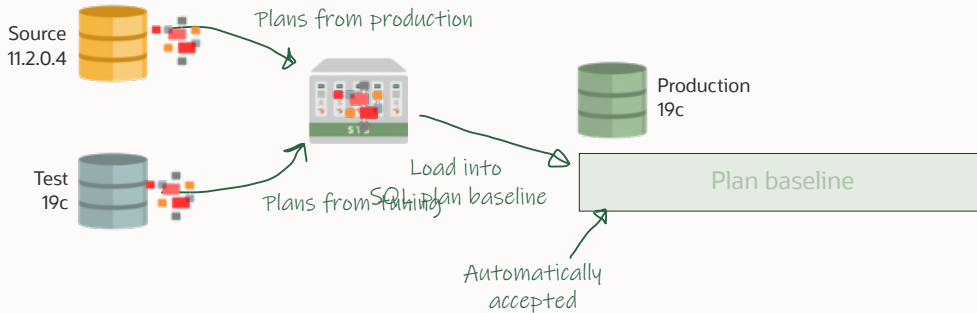 Plans from production
Source
11.2.0.4
Production
19c
STS
Load into
SQL plan baseline
Plan baseline
Test
19c
Plans from tuning
Automatically
accepted